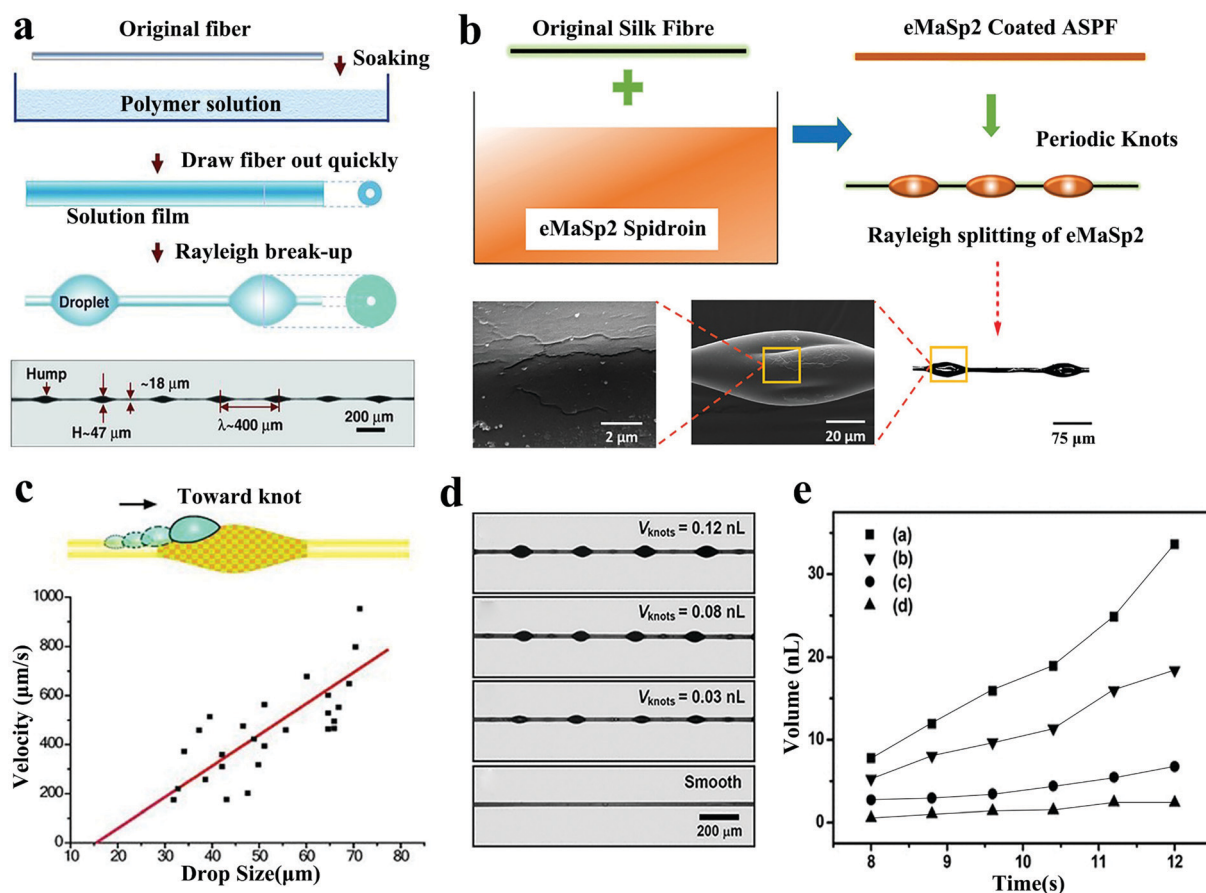 a
Original fiber
Soaking
Polymer solution
Draw fiber out quickly
Solution film
Rayleigh break-up
Droplet
Hump
~18 μm
H~47 μm
λ~400 μm
200 μm
b
Original Silk Fibre
eMaSp2 Coated ASPF
eMaSp2 Spidroin
Periodic Knots
Rayleigh splitting of eMaSp2
2 μm
20 μm
75 μm
c
Toward knot
Velocity (μm/s)
1000
800
600
400
200
0
10 20 30 40 50 60 70 80
Drop Size(μm)
d
Vknots = 0.12 nL
Vknots = 0.08 nL
Vknots = 0.03 nL
Smooth
200 μm
e
(a)
(b)
(c)
(d)
Volume (nL)
30
20
10
0
8 9 10 11 12
Time(s)